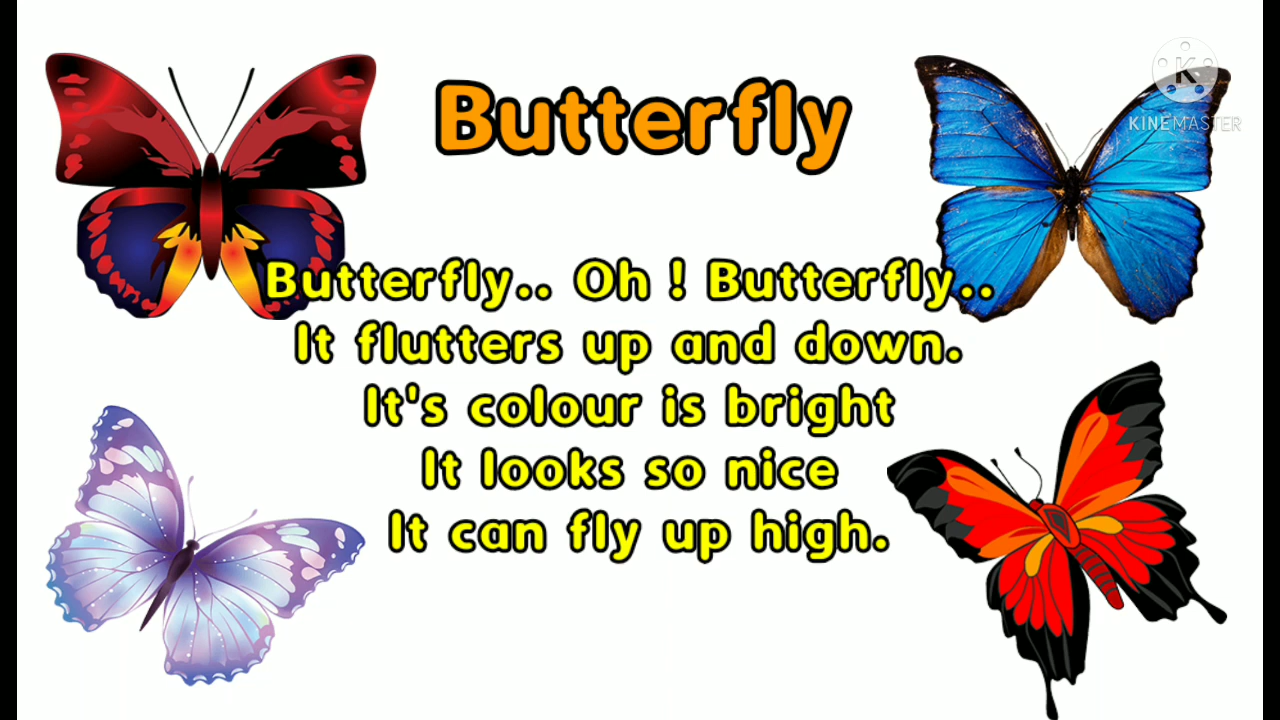 Butterfly
K
KINEMASTER
Butterfly.. Oh ! Butterfly..
It flutters up and down.
It's colour is bright
It looks so nice
It can fly up high.